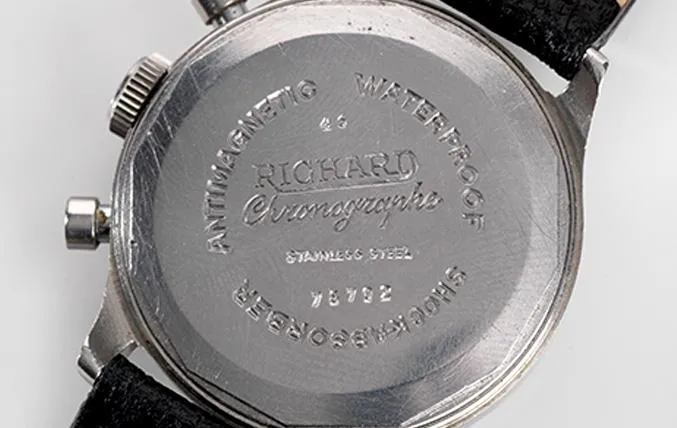 ANTIMAGNETIC WATERPROOF
RICHARD
Chronographe
STAINLESS STEEL
SHOCK-ABSORBER